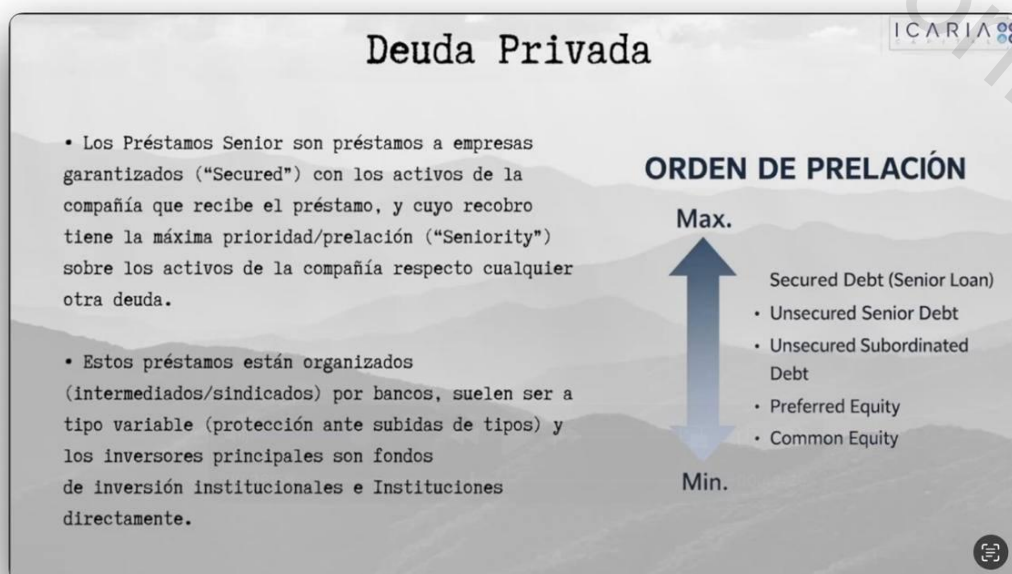 Deuda Privada
ICARIA
CAPITAL
• Los Préstamos Senior son préstamos a empresas
garantizados (“Secured”) con los activos de la
compañía que recibe el préstamo, y cuyo recobro
tiene la máxima prioridad/prelación (“Seniority”)
sobre los activos de la compañía respecto cualquier
otra deuda.
• Estos préstamos están organizados
(intermediados/sindicados) por bancos, suelen ser a
tipo variable (protección ante subidas de tipos) y
los inversores principales son fondos
de inversión institucionales e Instituciones
directamente.
ORDEN DE PRELACIÓN
Max.
Secured Debt (Senior Loan)
• Unsecured Senior Debt
• Unsecured Subordinated
Debt
• Preferred Equity
• Common Equity
Min.